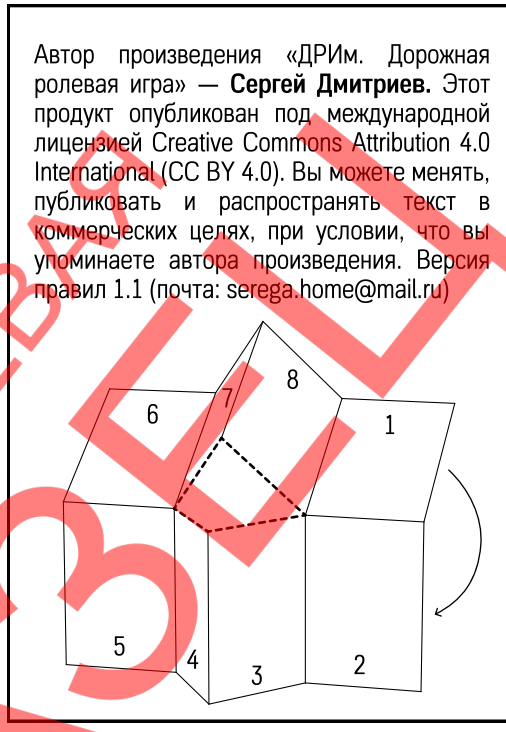 Автор произведения «ДРИм. Дорожная
ролевая игра» — Сергей Дмитриев. Этот
продукт опубликован под международной
лицензией Creative Commons Attribution 4.0
International (CC BY 4.0). Вы можете менять,
публиковать и распространять текст в
коммерческих целях, при условии, что вы
упоминаете автора произведения. Версия
правил 1.1 (почта: serega.home@mail.ru)
8
7
6
1
5
4
3
2